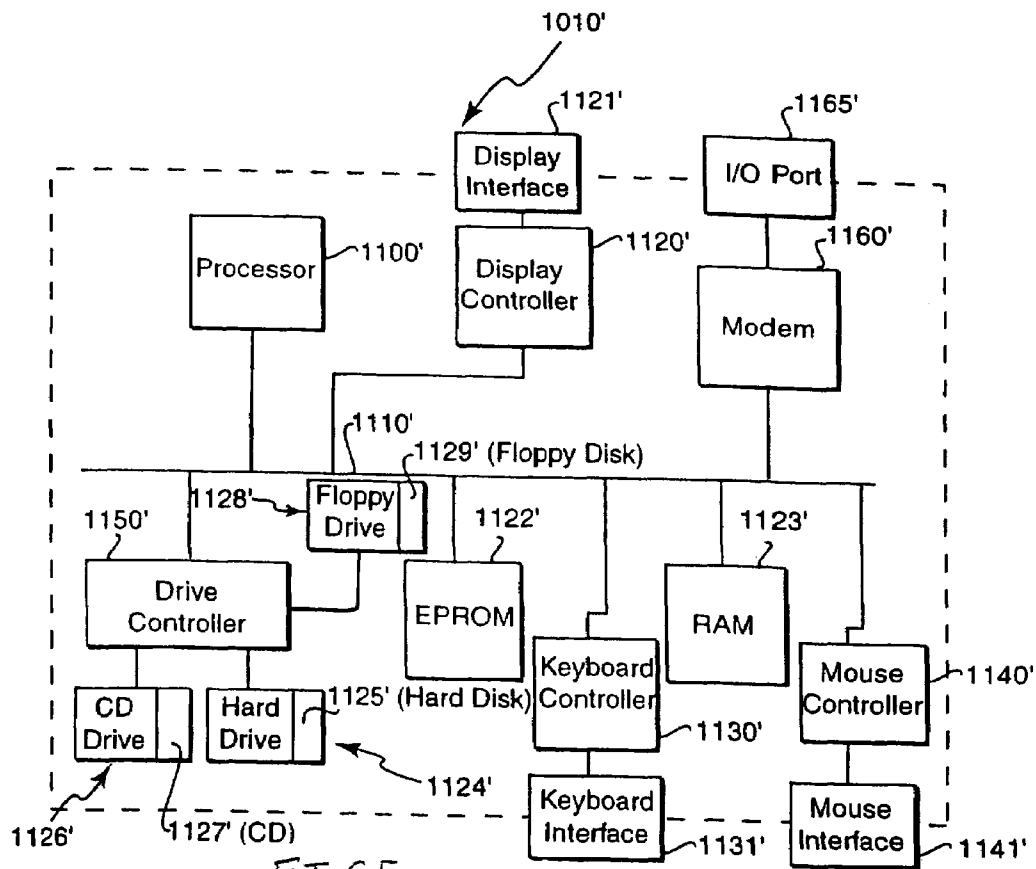 1010'
1121'
1165'
Display
Interface
I/O Port
1100'
1120'
1160'
Processor
Display
Controller
Modem
1110'
1129' (Floppy Disk)
1128'
Floppy
Drive
1150'
1122'
1123'
Drive
Controller
EPROM
RAM
CD
Drive
Hard
Drive
1125' (Hard Disk)
Keyboard
Controller
1130'
Mouse
Controller
1140'
1124'
1126'
1127' (CD)
Keyboard
Interface
1131'
Mouse
Interface
1141'